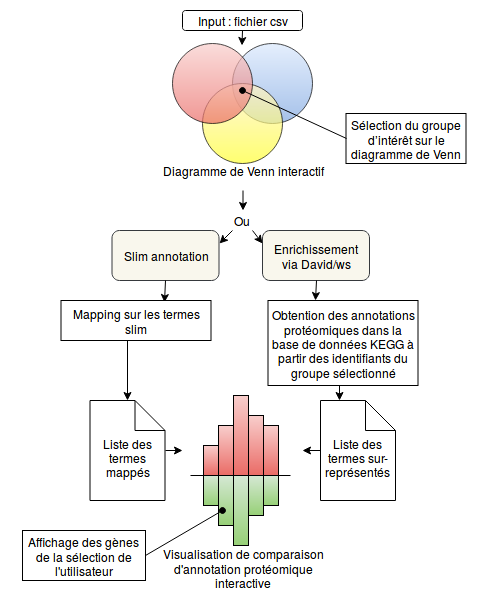 Input : fichier csv
Sélection du groupe
d'intérêt sur le
diagramme de Venn
Diagramme de Venn interactif
Ou
Slim annotation
Enrichissement
via David/ws
Mapping sur les termes
slim
Obtention des annotations
protéomiques dans la
base de données KEGG à
partir des identifiants du
groupe sélectionné
Liste des
termes
mappés
Liste des
termes sur-
représentés
Affichage des gènes
de la sélection de
l'utilisateur
Visualisation de comparaison
d'annotation protéomique
interactive